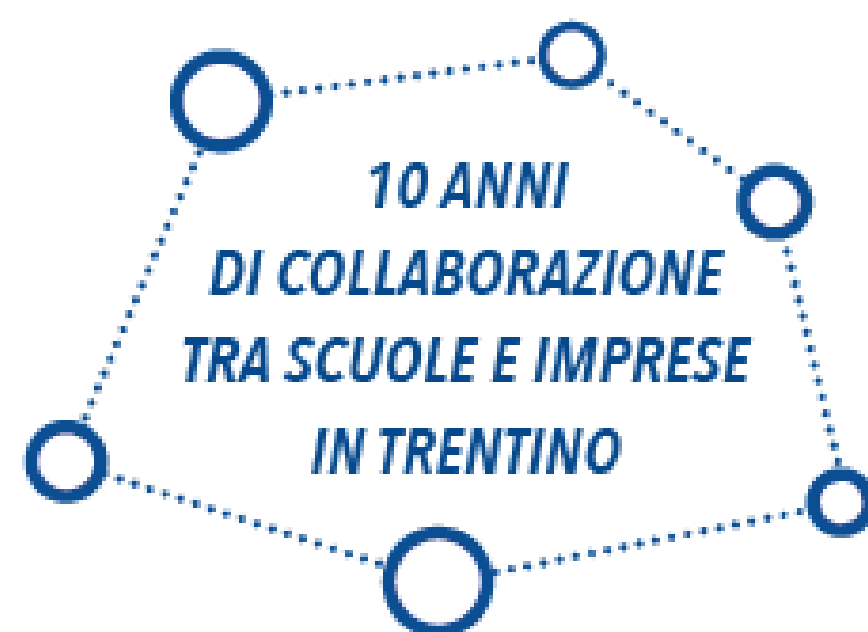 10 ANNI
DI COLLABORAZIONE
TRA SCUOLE E IMPRESE
IN TRENTINO